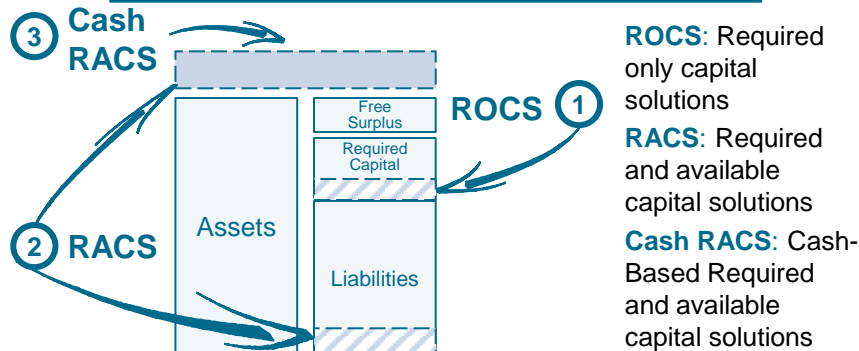 3 Cash
RACS
Free
Surplus
ROCS 1
Required
Capital
Assets
2 RACS
Liabilities
ROCS: Required
only capital
solutions
RACS: Required
and available
capital solutions
Cash RACS: Cash-
Based Required
and available
capital solutions